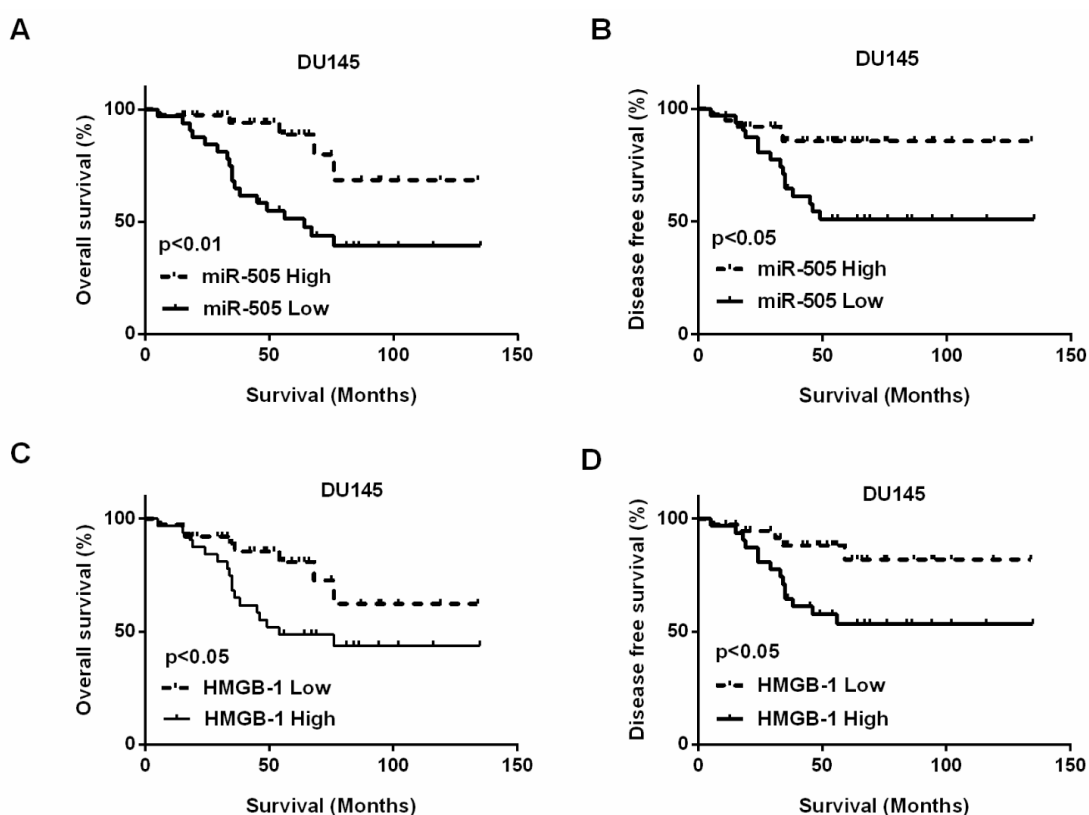 A
DU145
Overall survival (%)
100
50
0
p<0.01
miR-505 High
miR-505 Low
0 50 100 150
Survival (Months)
B
DU145
Disease free survival (%)
100
50
0
p<0.05
miR-505 High
miR-505 Low
0 50 100 150
Survival (Months)
C
DU145
Overall survival (%)
100
50
0
p<0.05
HMGB-1 Low
HMGB-1 High
0 50 100 150
Survival (Months)
D
DU145
Disease free survival (%)
100
50
0
p<0.05
HMGB-1 Low
HMGB-1 High
0 50 100 150
Survival (Months)